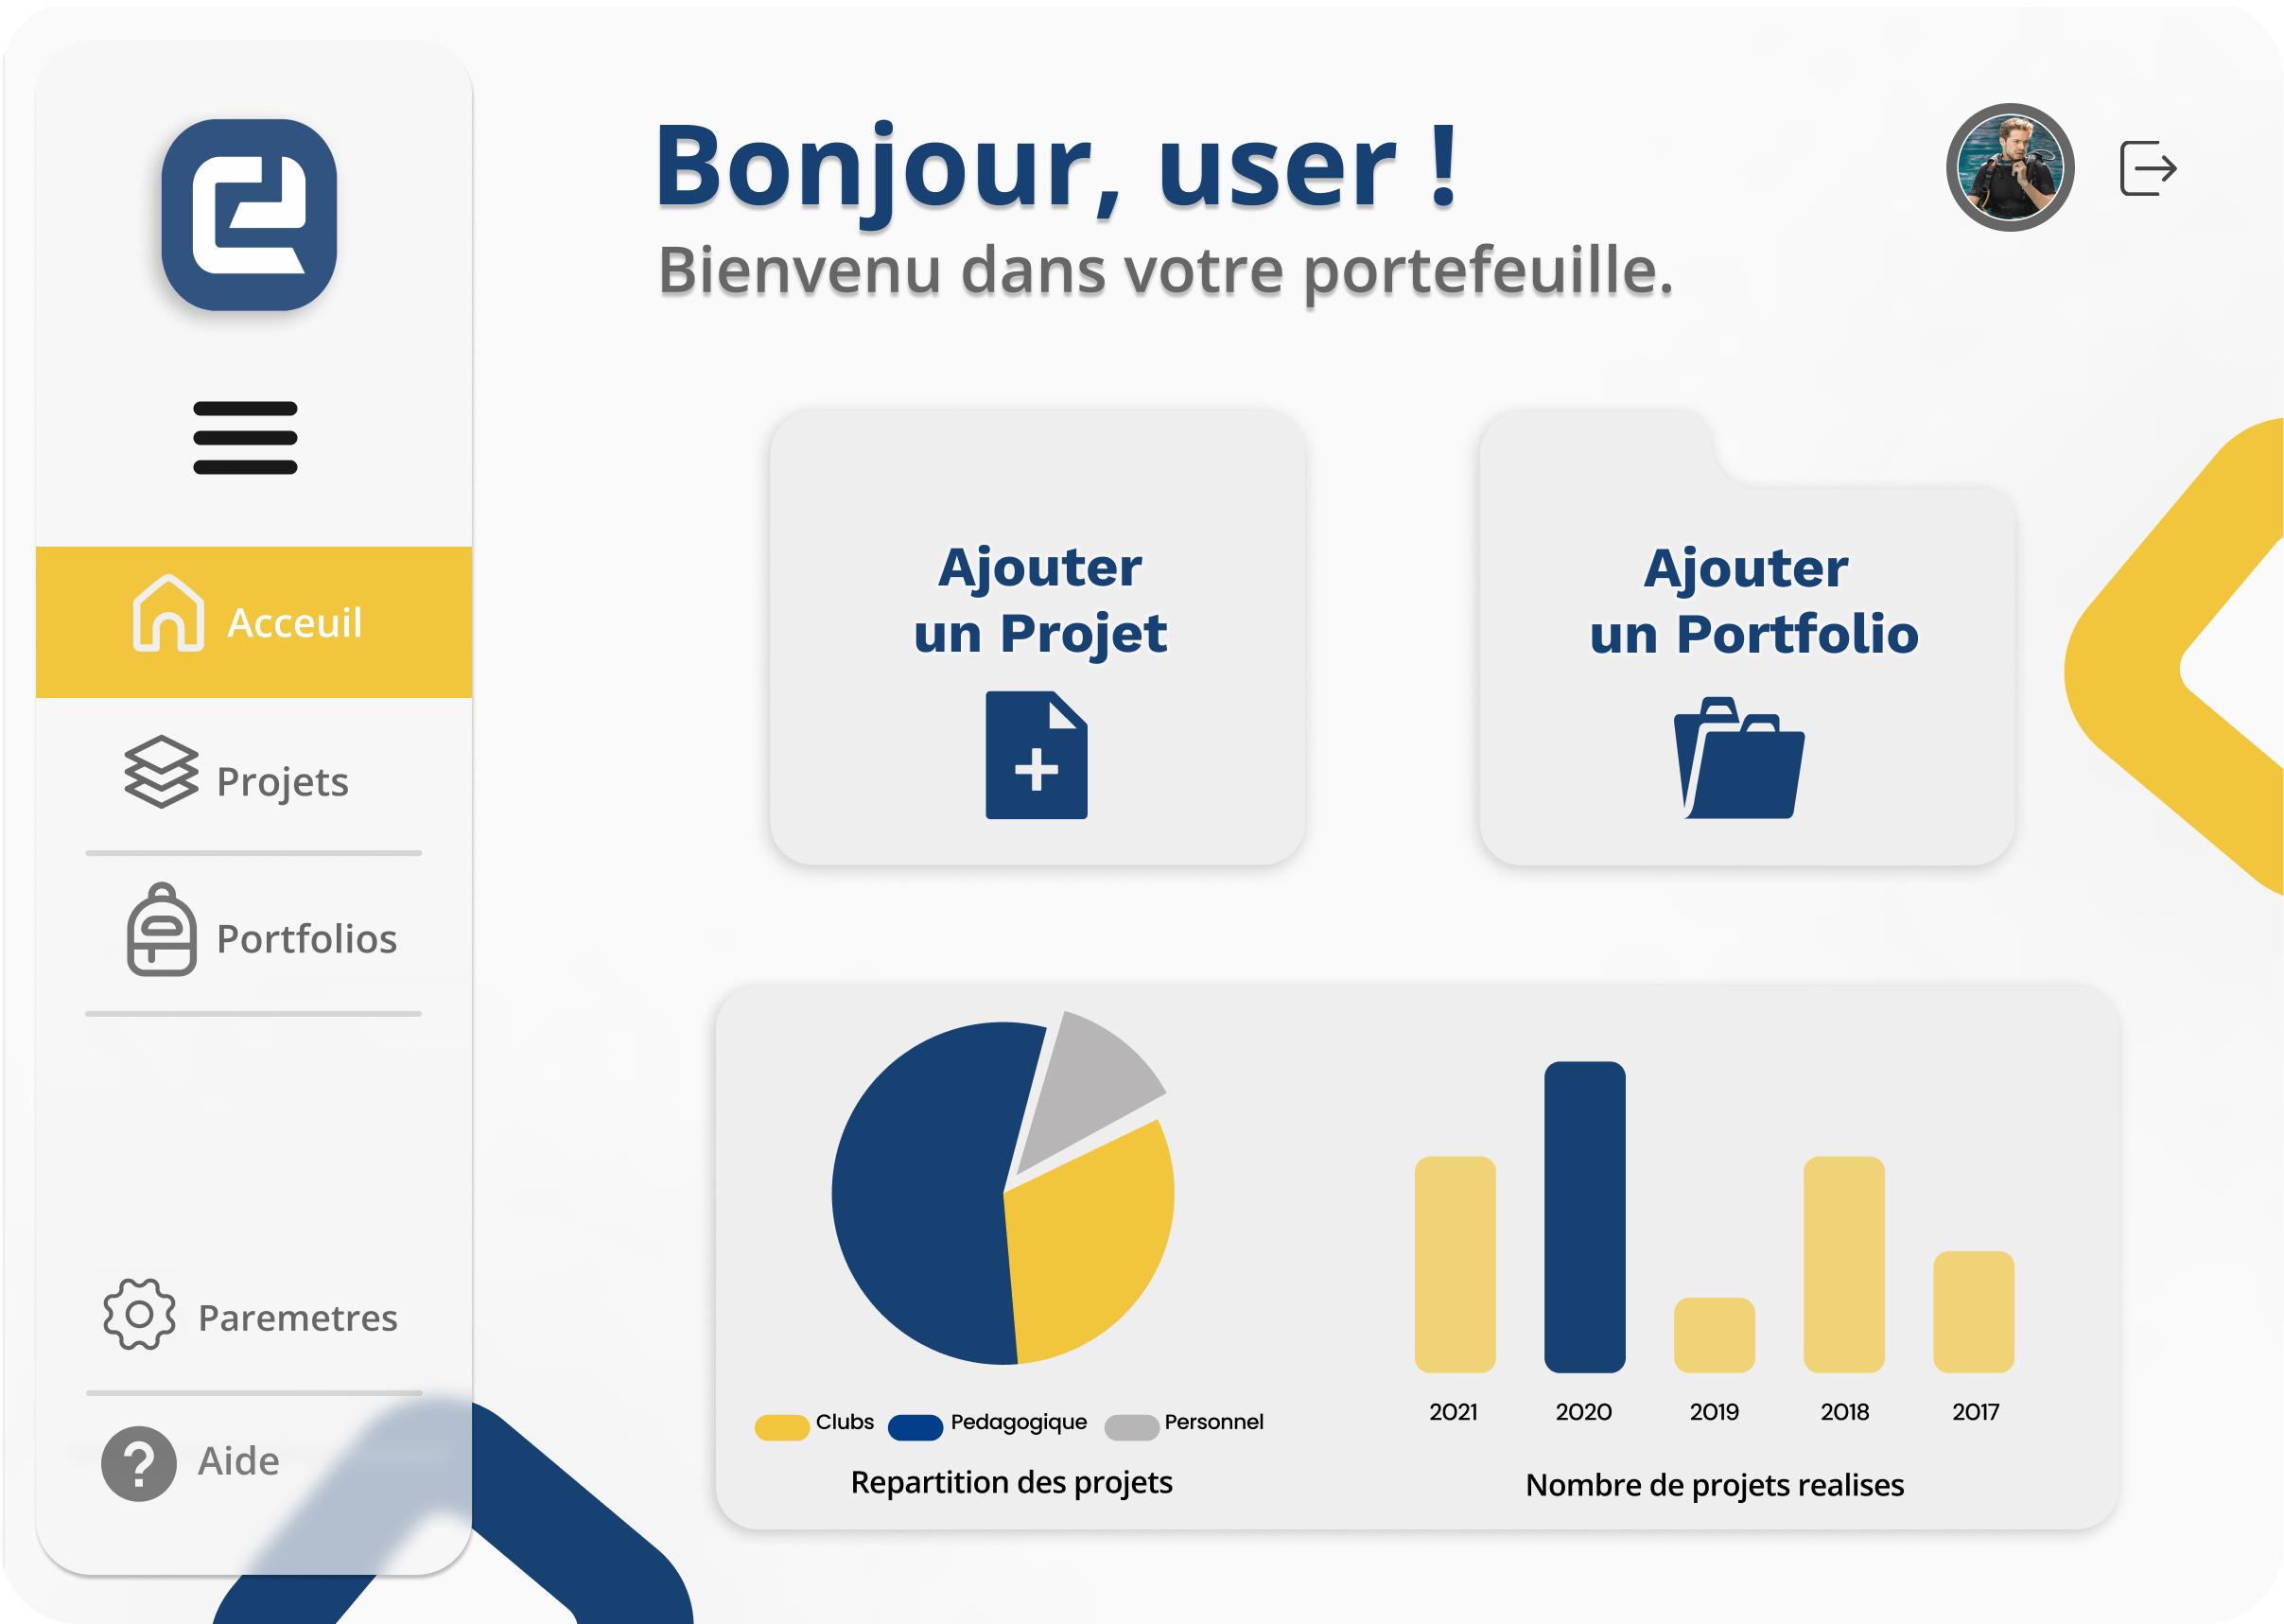 Bonjour, user !
Bienvenu dans votre portefeuille.
Acceuil
Projets
Portfolios
Paremetres
Aide
Ajouter
un Projet
Ajouter
un Portfolio
Clubs
Pedagogique
Personnel
Repartition des projets
2021
2020
2019
2018
2017
Nombre de projets realises